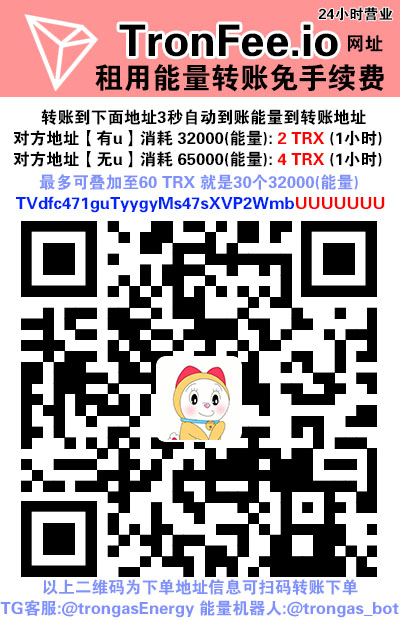 24小时营业
TronFee.io 网址
租用能量转账免手续费
转账到下面地址3秒自动到账能量到转账地址
对方地址【有u】消耗 32000(能量): 2 TRX (1小时)
对方地址【无u】消耗 65000(能量): 4 TRX (1小时)
最多可叠加至60 TRX 就是30个32000(能量)
TVdfc471guTyygyMs47sXVP2WmbUUUUUUU
以上二维码为下单地址信息可扫码转账下单
TG客服:@trongasEnergy 能量机器人:@trongas_bot